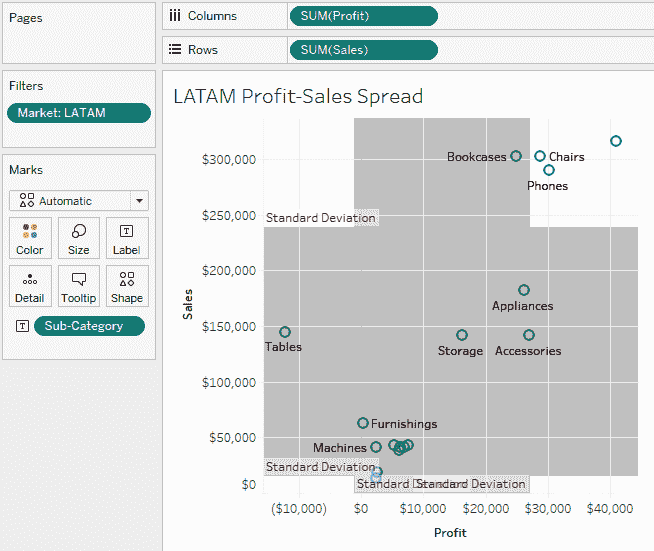 Pages
Columns
SUM(Profit)
Rows
SUM(Sales)
Filters
Market: LATAM
Marks
Automatic
Color
Size
T
Label
Detail
Tooltip
Shape
T
Sub-Category
LATAM Profit-Sales Spread
Sales
$300,000
$250,000
$200,000
$150,000
$100,000
$50,000
$0
Bookcases
Chairs
Phones
Standard Deviation
Appliances
Tables
Storage
Accessories
Furnishings
Machines
Standard Deviation
Standard Deviation
Standard Deviation
($10,000)
$0
$10,000
$20,000
$30,000
$40,000
Profit